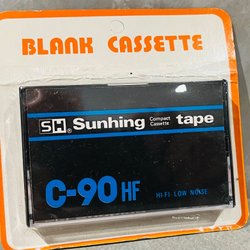 BLANK CASSETTE
SH® Sunhing Compact Cassette tape
C-90 HF HI-FI LOW NOISE